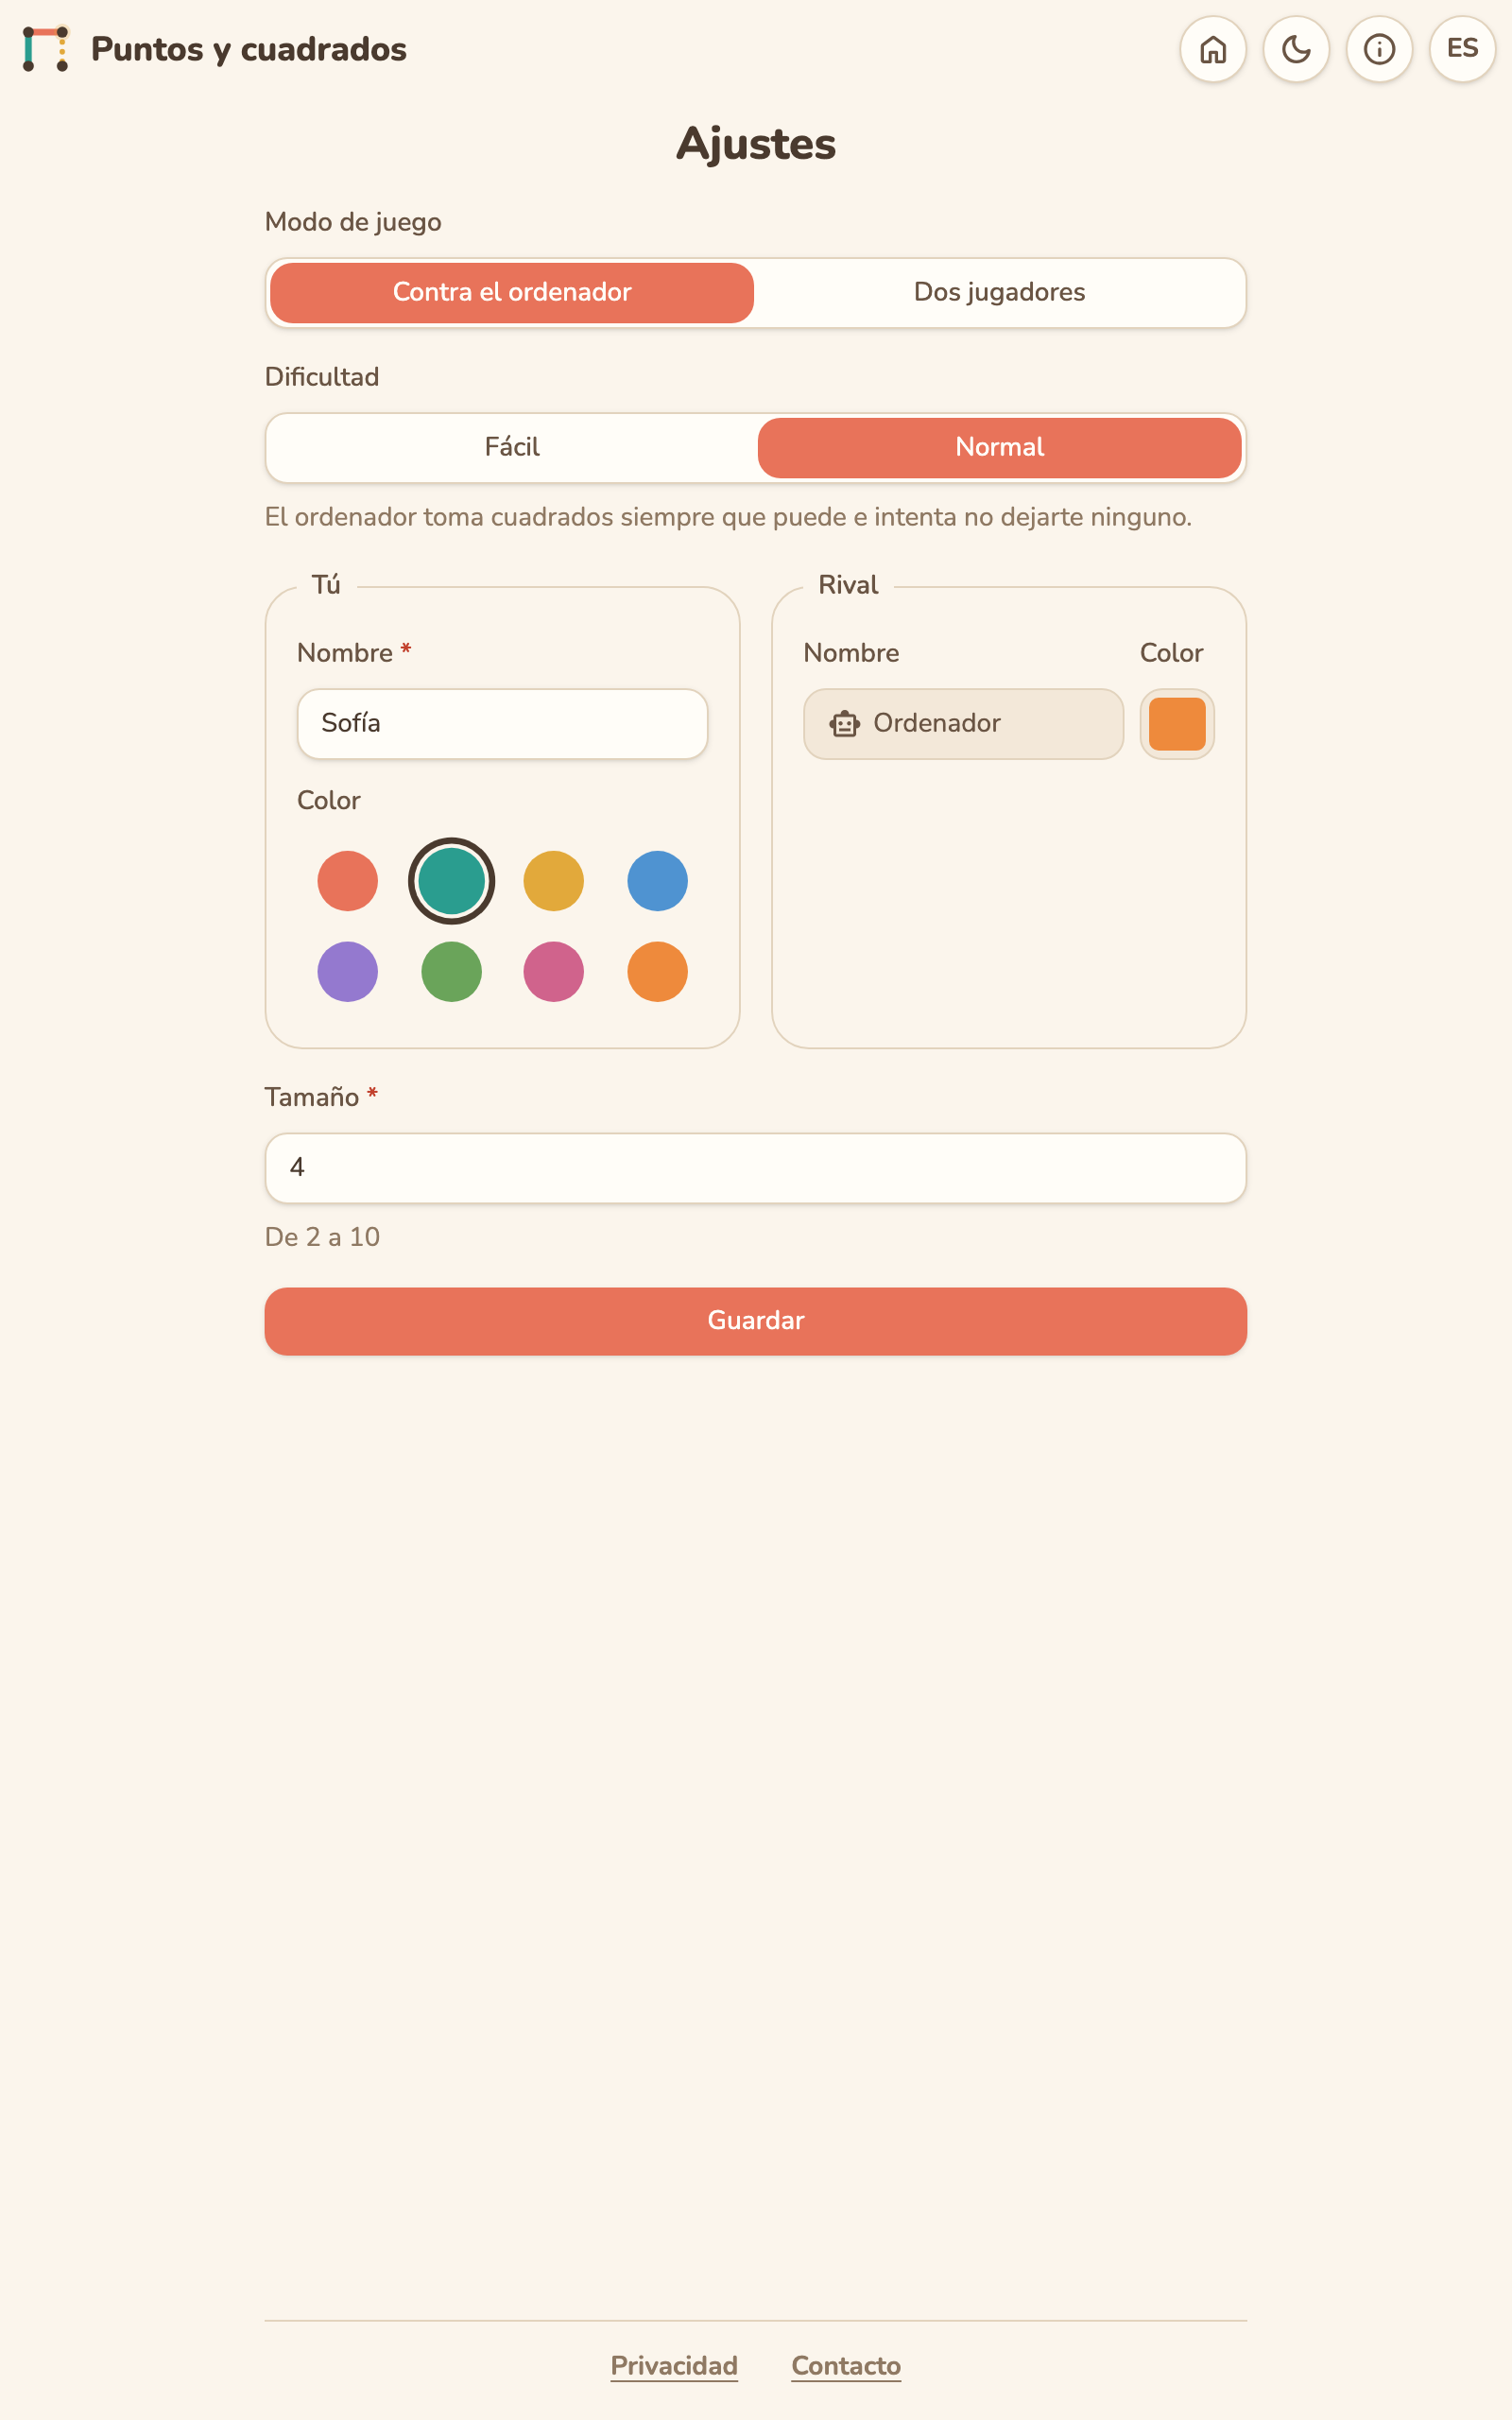 Puntos y cuadrados
ES
Ajustes
Modo de juego
Contra el ordenador
Dos jugadores
Dificultad
Fácil
Normal
El ordenador toma cuadrados siempre que puede e intenta no dejarte ninguno.
Tú
Nombre *
Sofía
Color
Rival
Nombre
Color
Ordenador
Tamaño *
4
De 2 a 10
Guardar
Privacidad
Contacto